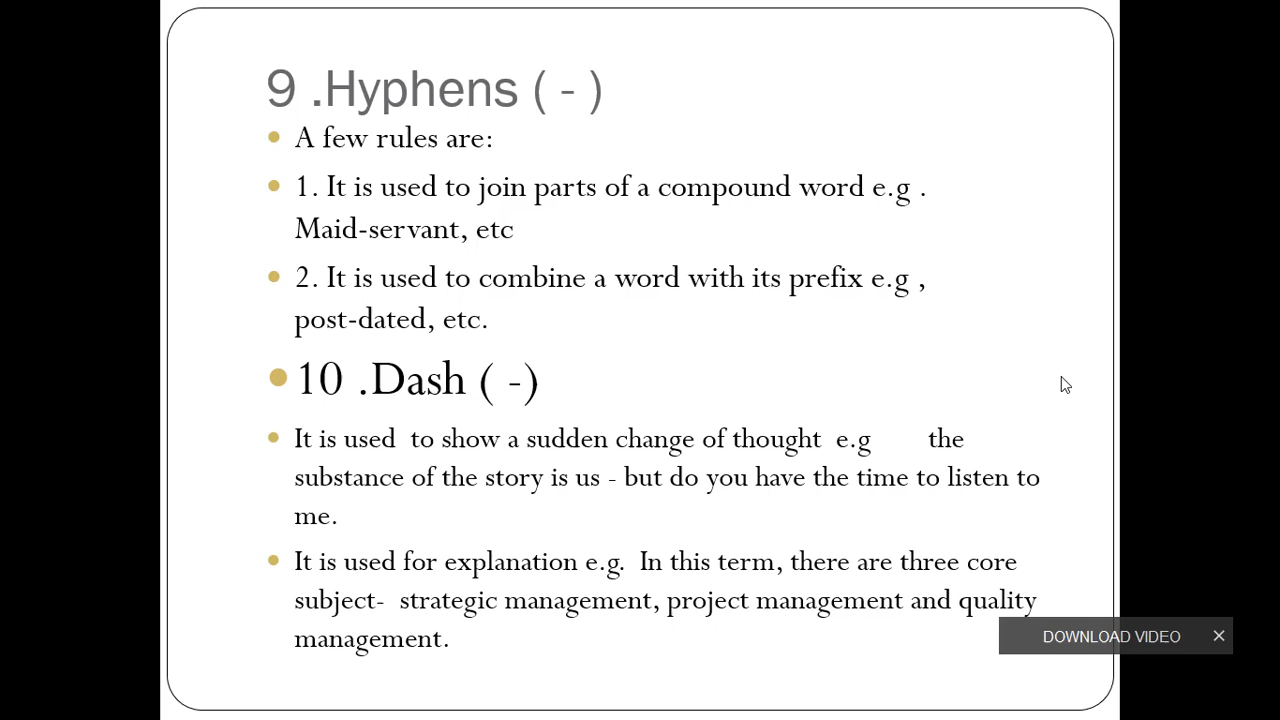 9 .Hyphens ( - )
A few rules are:
1. It is used to join parts of a compound word e.g .
Maid-servant, etc
2. It is used to combine a word with its prefix e.g ,
post-dated, etc.
10 .Dash ( -)
It is used  to show a sudden change of thought  e.g      the
substance of the story is us - but do you have the time to listen to
me.
It is used for explanation e.g.  In this term, there are three core
subject-  strategic management, project management and quality
management.
DOWNLOAD VIDEO ×